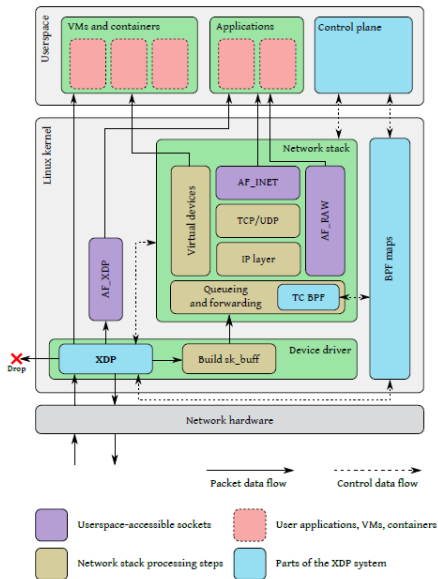 Userspace
VMs and containers
Applications
Control plane
Linux kernel
Network stack
AF_INET
Virtual devices
TCP/UDP
AF_RAW
IP layer
BPF maps
AF_XDP
Queueing
and forwarding
TC BPF
Device driver
XDP
Build sk_buff
Drop
Network hardware
Packet data flow
Control data flow
Userspace-accessible sockets
User applications, VMs, containers
Network stack processing steps
Parts of the XDP system